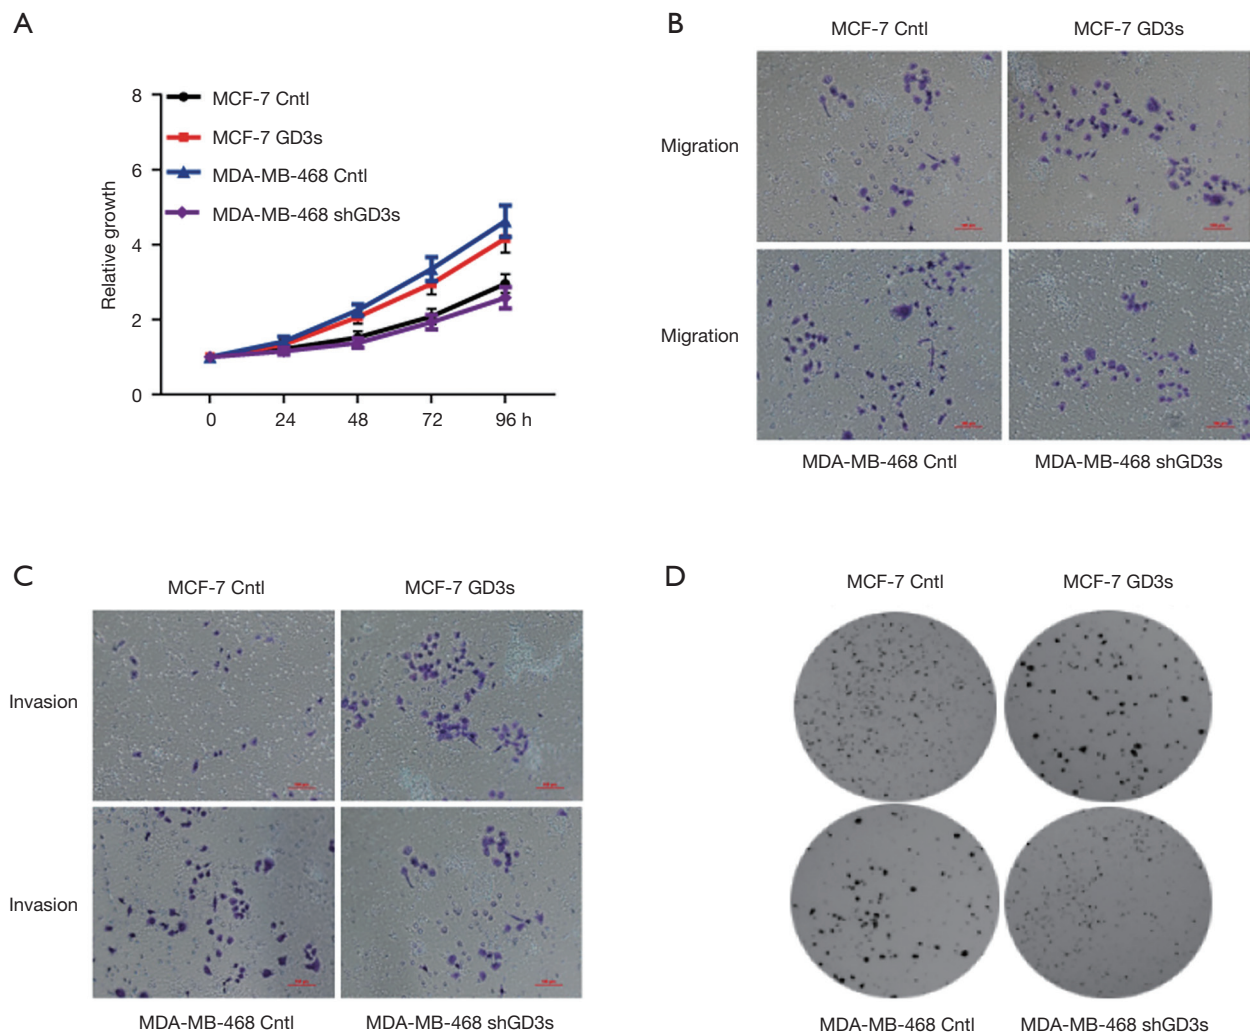 A
8
6
4
2
0
Relative growth
MCF-7 Cntl
MCF-7 GD3s
MDA-MB-468 Cntl
MDA-MB-468 shGD3s
0 24 48 72 96 h
B
MCF-7 Cntl MCF-7 GD3s
Migration
Migration
MDA-MB-468 Cntl MDA-MB-468 shGD3s
C
MCF-7 Cntl MCF-7 GD3s
Invasion
Invasion
MDA-MB-468 Cntl MDA-MB-468 shGD3s
D
MCF-7 Cntl MCF-7 GD3s
MDA-MB-468 Cntl MDA-MB-468 shGD3s